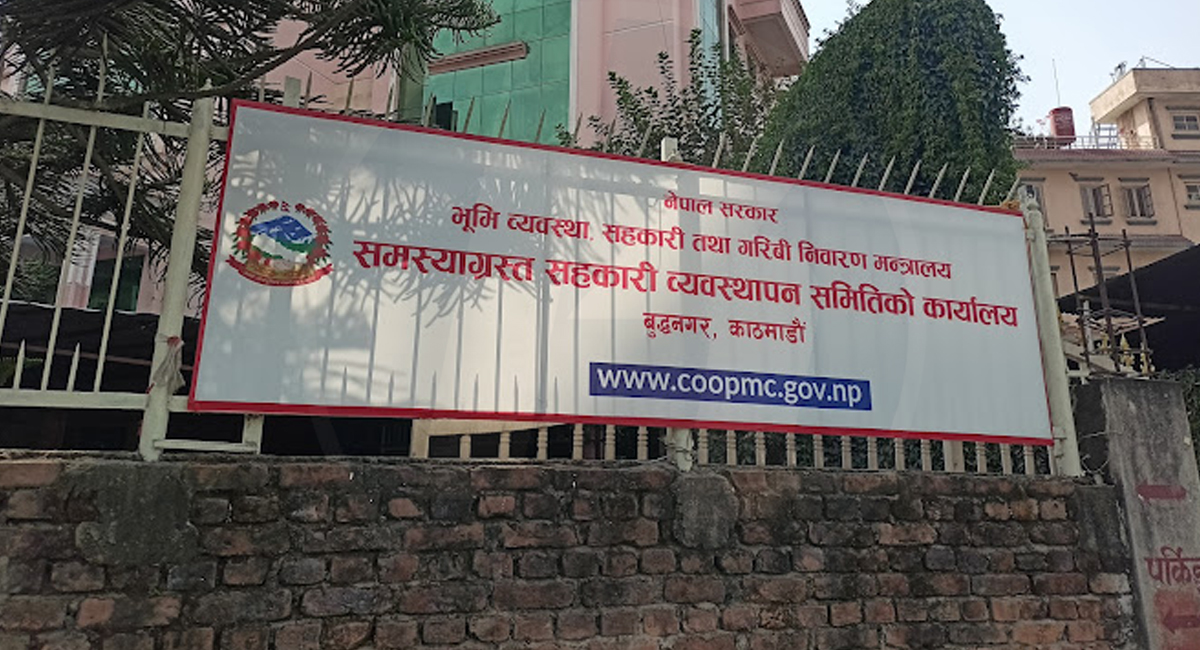 नेपाल सरकार
भूमि व्यवस्था, सहकारी तथा गरिबी निवारण मन्त्रालय
समस्याग्रस्त सहकारी व्यवस्थापन समितिको कार्यालय
बुद्धनगर, काठमाडौं
www.coopmc.gov.np